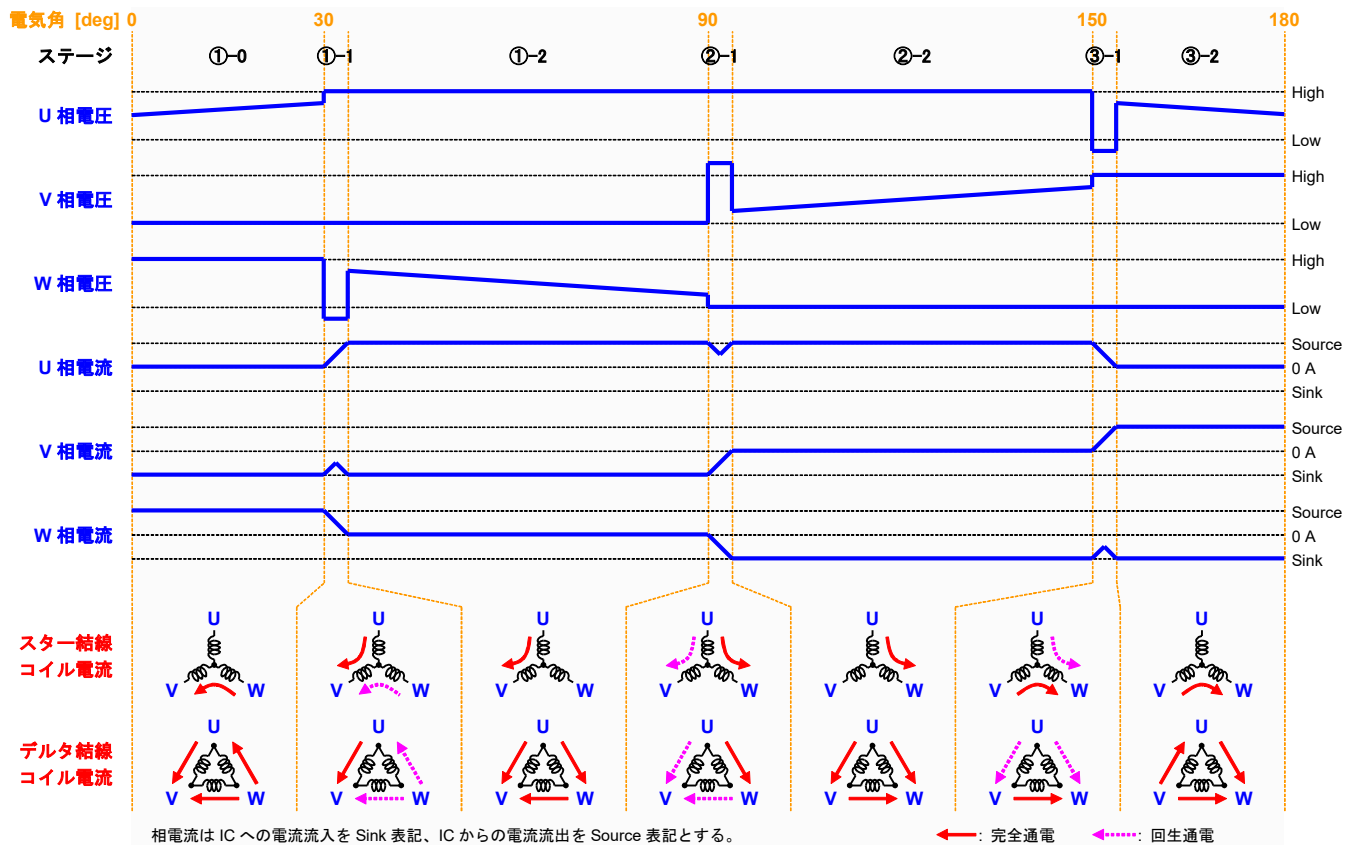 電気角 [deg] 0 30 90 150 180
ステージ ①-0 ①-1 ①-2 ②-1 ②-2 ③-1 ③-2
U 相電圧 High
Low
V 相電圧 High
Low
W 相電圧 High
Low
U 相電流 Source
0 A
Sink
V 相電流 Source
0 A
Sink
W 相電流 Source
0 A
Sink
スター結線
コイル電流
U U U U U U U
V W V W V W V W V W V W V W
デルタ結線
コイル電流
U U U U U U U
V W V W V W V W V W V W V W
相電流は IC への電流流入を Sink 表記、IC からの電流流出を Source 表記とする。 : 完全通電 : 回生通電